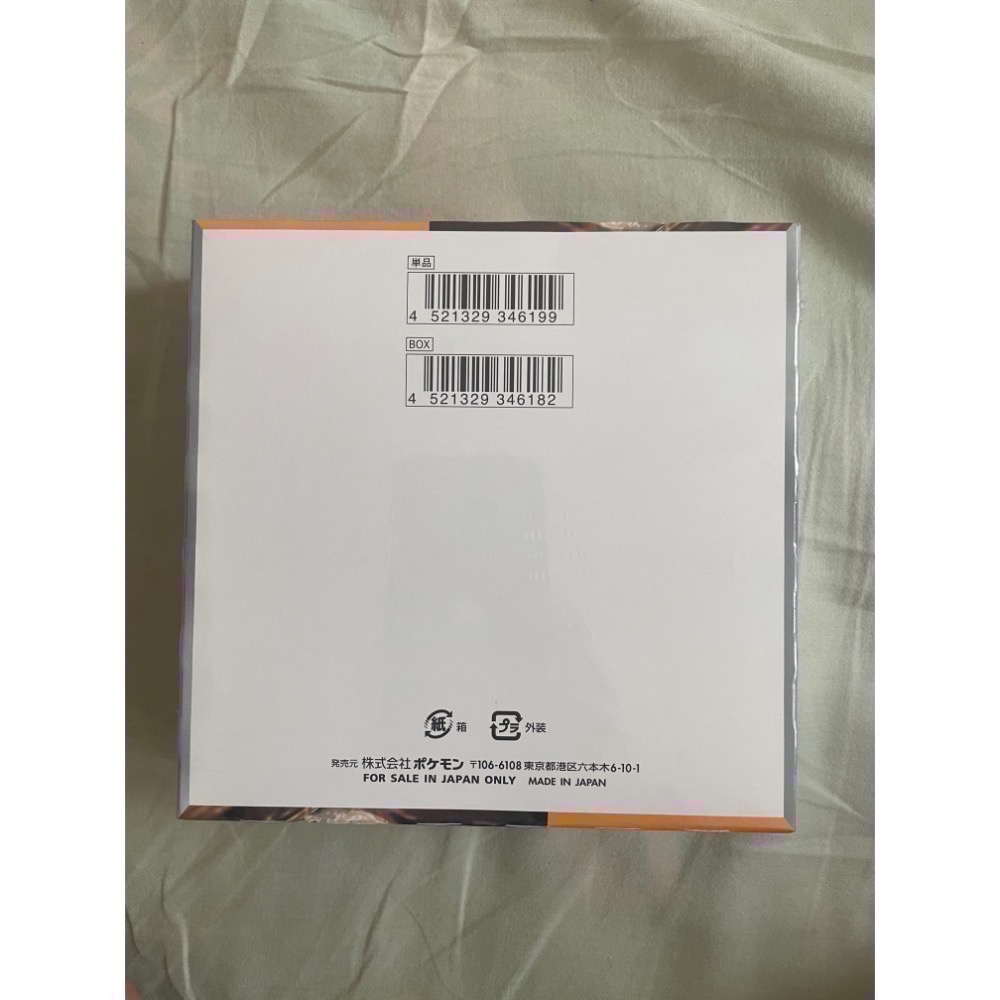 単品
4 521329 346199
BOX
4 521329 346182
紙 箱 プラ 外装
発売元 株式会社 ポケモン 〒106-6108 東京都港区六本木6-10-1
FOR SALE IN JAPAN ONLY MADE IN JAPAN